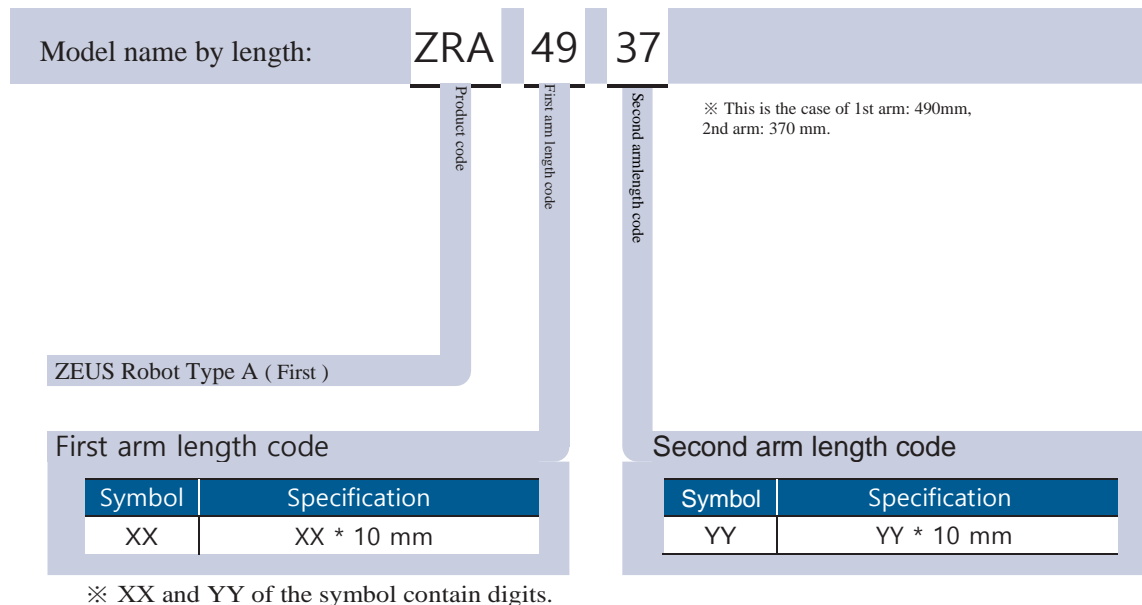 Model name by length: ZRA 49 37
Product code
First arm length code
Second armlength code
※ This is the case of 1st arm: 490mm,
2nd arm: 370 mm.
ZEUS Robot Type A ( First )
First arm length code
Symbol Specification
XX XX * 10 mm
Second arm length code
Symbol Specification
YY YY * 10 mm
※ XX and YY of the symbol contain digits.